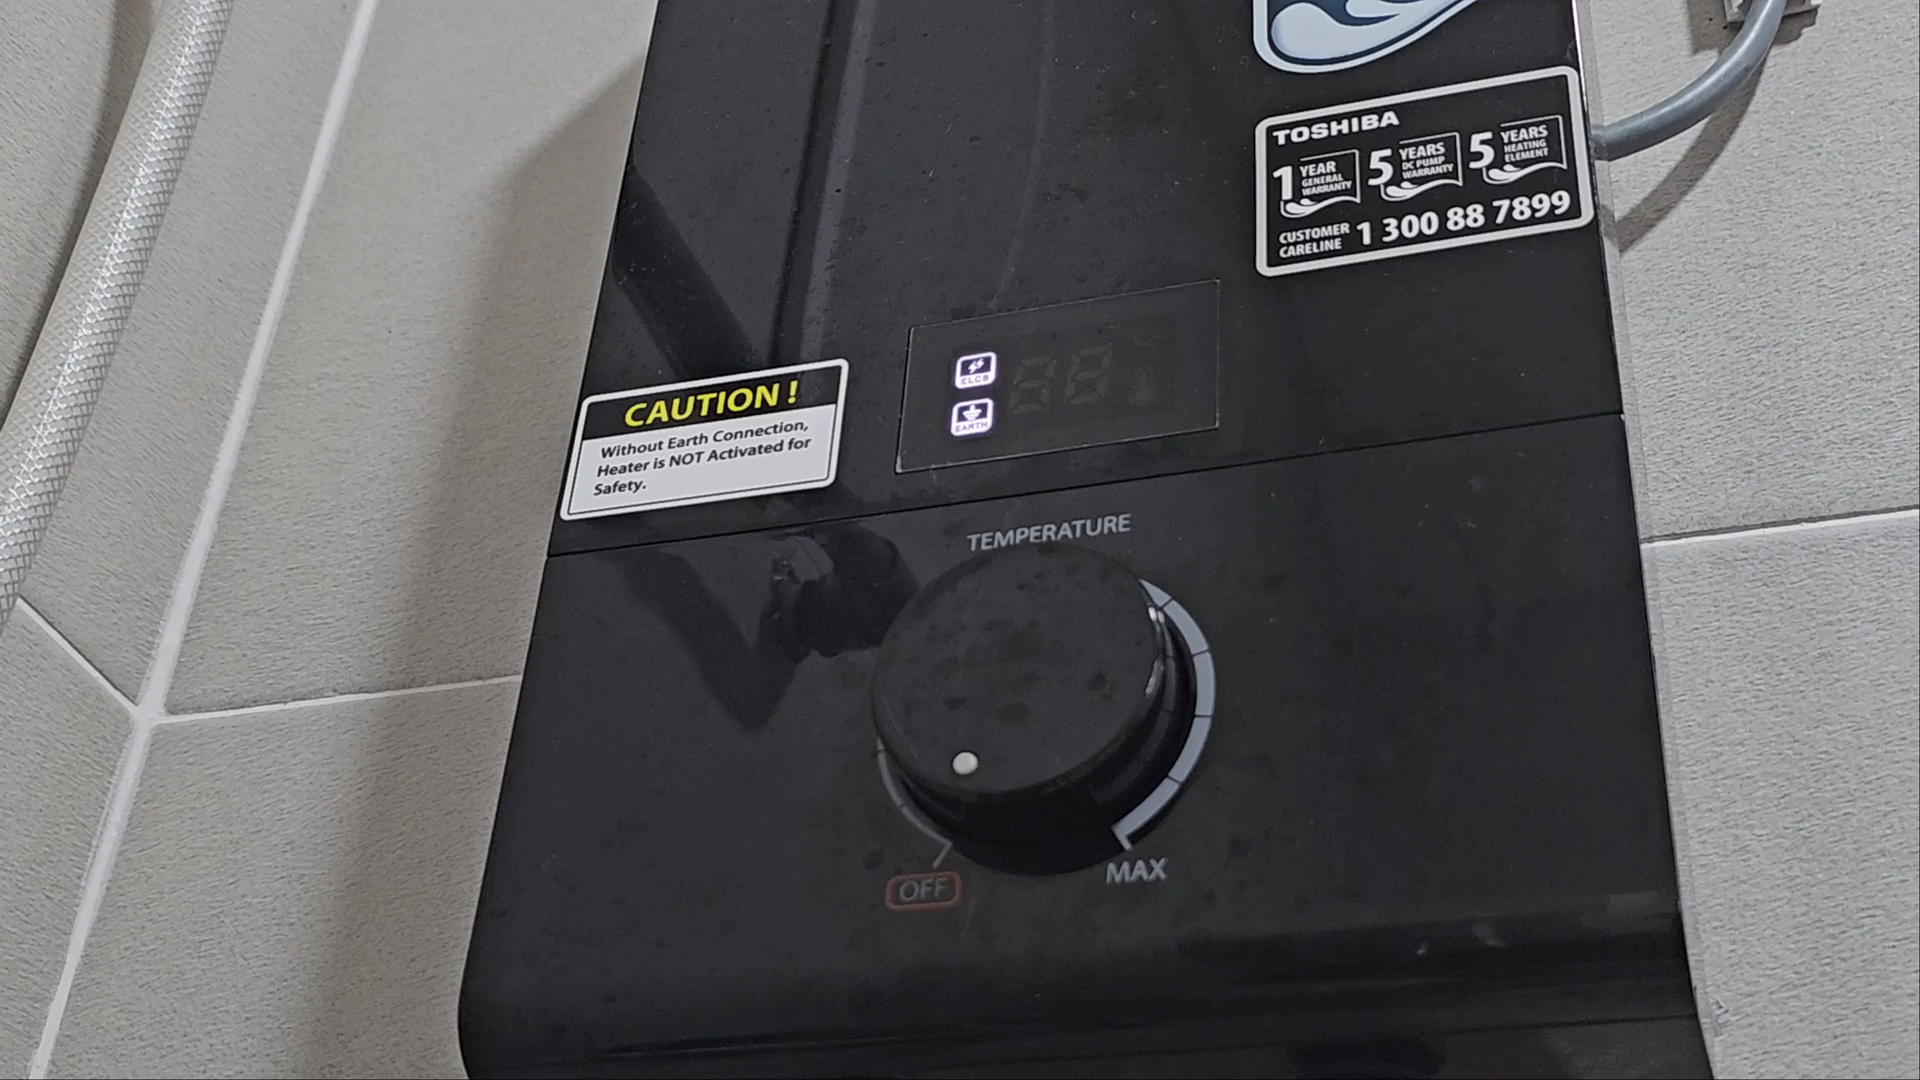 TOSHIBA
1 YEAR GENERAL WARRANTY
5 YEARS DC PUMP WARRANTY
5 YEARS HEATING ELEMENT
CUSTOMER CARELINE 1 300 88 7899
ELCB
EARTH
CAUTION !
Without Earth Connection,
Heater is NOT Activated for
Safety.
TEMPERATURE
OFF
MAX